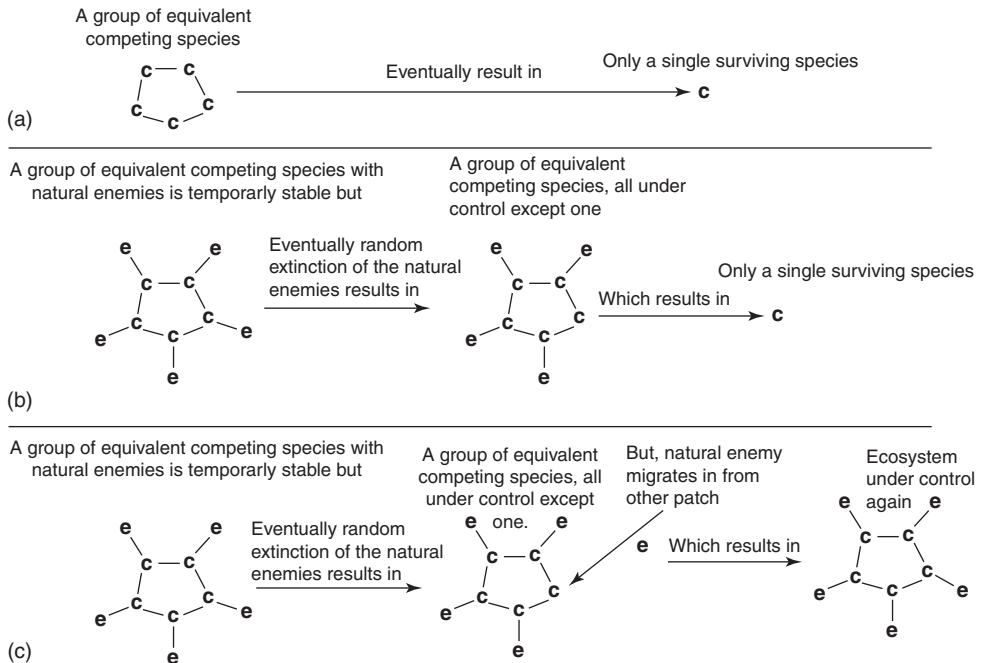 A group of equivalent
competing species
c c
c c
c
Eventually result in
Only a single surviving species
c
(a)
A group of equivalent competing species with
natural enemies is temporarly stable but
e e
c c
c c
c
e e
e
Eventually random
extinction of the natural
enemies results in
A group of equivalent
competing species, all under
control except one
e e
c c
c c
c
e
e
Which results in
Only a single surviving species
c
(b)
A group of equivalent competing species with
natural enemies is temporarly stable but
e e
c c
c c
c
e e
e
Eventually random
extinction of the natural
enemies results in
A group of equivalent
competing species, all
under control except
one.
e e
c c
c c
c
e
e
But, natural enemy
migrates in from
other patch
e
Which results in
Ecosystem
under control
again
e e
c c
c c
c
e e
e
(c)